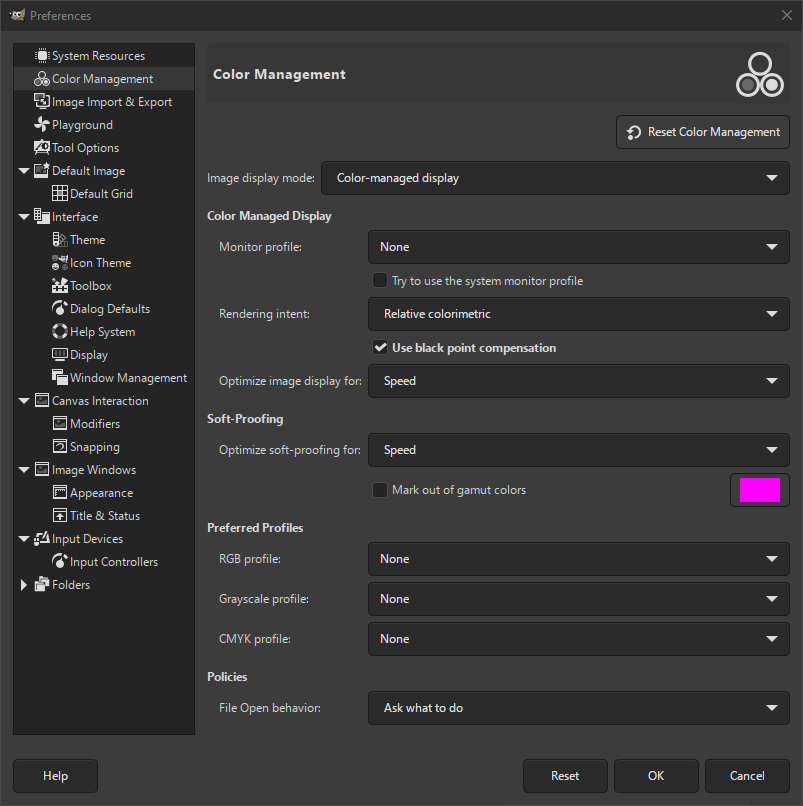 Preferences
System Resources
Color Management
Image Import & Export
Playground
Tool Options
Default Image
Default Grid
Interface
Theme
Icon Theme
Toolbox
Dialog Defaults
Help System
Display
Window Management
Canvas Interaction
Modifiers
Snapping
Image Windows
Appearance
Title & Status
Input Devices
Input Controllers
Folders
Color Management
Reset Color Management
Image display mode: Color-managed display
Color Managed Display
Monitor profile: None
Try to use the system monitor profile
Rendering intent: Relative colorimetric
Use black point compensation
Optimize image display for: Speed
Soft-Proofing
Optimize soft-proofing for: Speed
Mark out of gamut colors
Preferred Profiles
RGB profile: None
Grayscale profile: None
CMYK profile: None
Policies
File Open behavior: Ask what to do
Help Reset OK Cancel